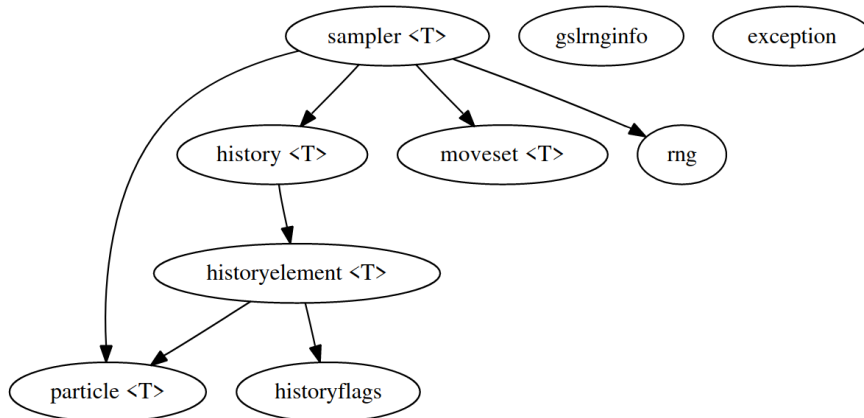 sampler <T>
gslrnginfo
exception
history <T>
moveset <T>
rng
historyelement <T>
particle <T>
historyflags